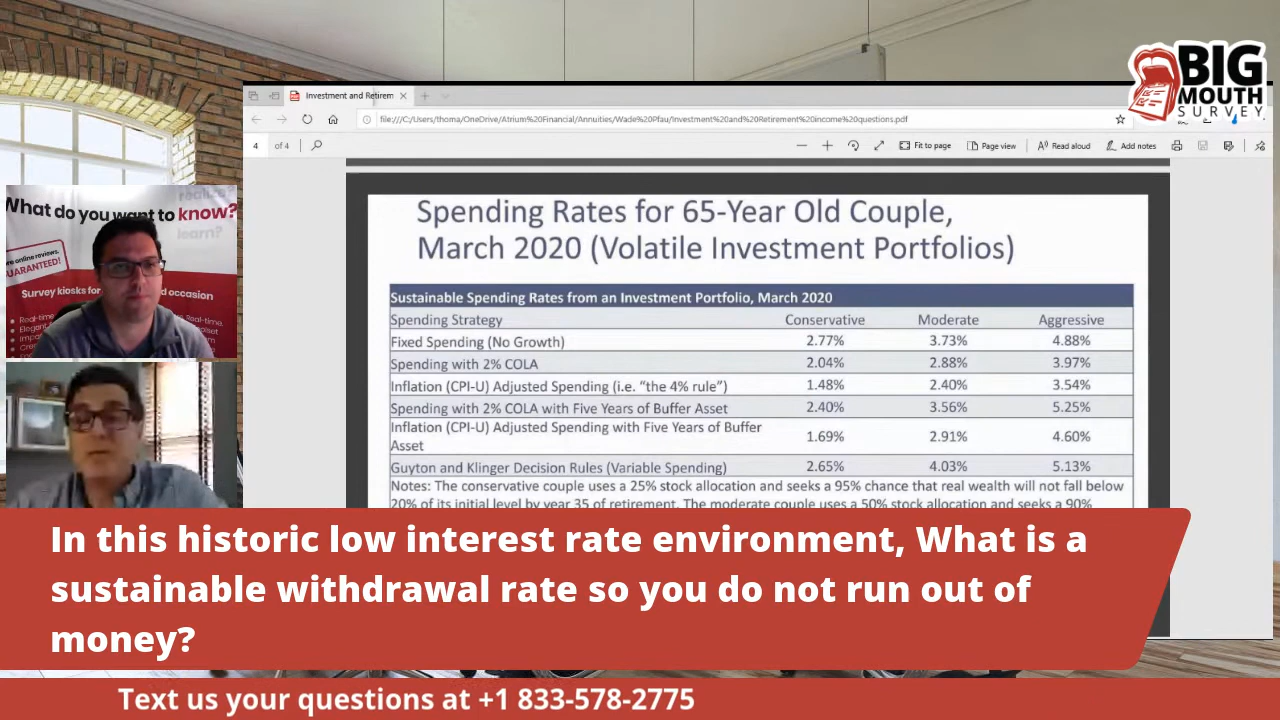 BIG
MOUTH
SURVEY
Investment and Retirem
file:///C:/Users/thoma/OneDrive/Atrium%20Financial/Annuities/Wade%20Pfau/Investment%20and%20Retirement%20income%20questions.pdf
4 of 4
Fit to page
Page view
Read aloud
Add notes
What do you want to know?
learn?
online reviews,
GUARANTEED!
Survey kiosks for
occasion
Spending Rates for 65-Year Old Couple,
March 2020 (Volatile Investment Portfolios)
Sustainable Spending Rates from an Investment Portfolio, March 2020
Spending Strategy Conservative Moderate Aggressive
Fixed Spending (No Growth) 2.77% 3.73% 4.88%
Spending with 2% COLA 2.04% 2.88% 3.97%
Inflation (CPI-U) Adjusted Spending (i.e. “the 4% rule”) 1.48% 2.40% 3.54%
Spending with 2% COLA with Five Years of Buffer Asset 2.40% 3.56% 5.25%
Inflation (CPI-U) Adjusted Spending with Five Years of Buffer
Asset 1.69% 2.91% 4.60%
Guyton and Klinger Decision Rules (Variable Spending) 2.65% 4.03% 5.13%
Notes: The conservative couple uses a 25% stock allocation and seeks a 95% chance that real wealth will not fall below
20% of its initial level by year 35 of retirement. The moderate couple uses a 50% stock allocation and seeks a 90%
In this historic low interest rate environment, What is a
sustainable withdrawal rate so you do not run out of
money?
Text us your questions at +1 833-578-2775